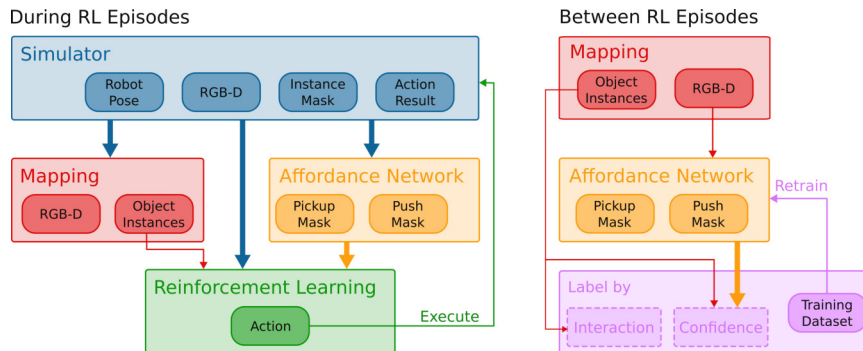 During RL Episodes
Simulator
Robot
Pose
RGB-D
Instance
Mask
Action
Result
Mapping
RGB-D
Object
Instances
Affordance Network
Pickup
Mask
Push
Mask
Reinforcement Learning
Action
Execute
Between RL Episodes
Mapping
Object
Instances
RGB-D
Affordance Network
Pickup
Mask
Push
Mask
Retrain
Label by
Interaction
Confidence
Training
Dataset